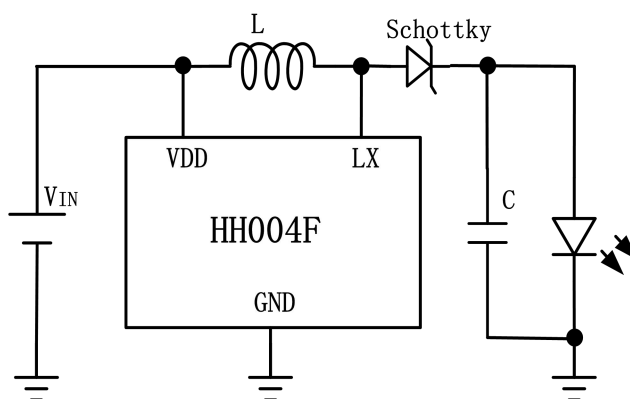 L
Schottky
VDD
LX
VIN
HH004F
C
GND